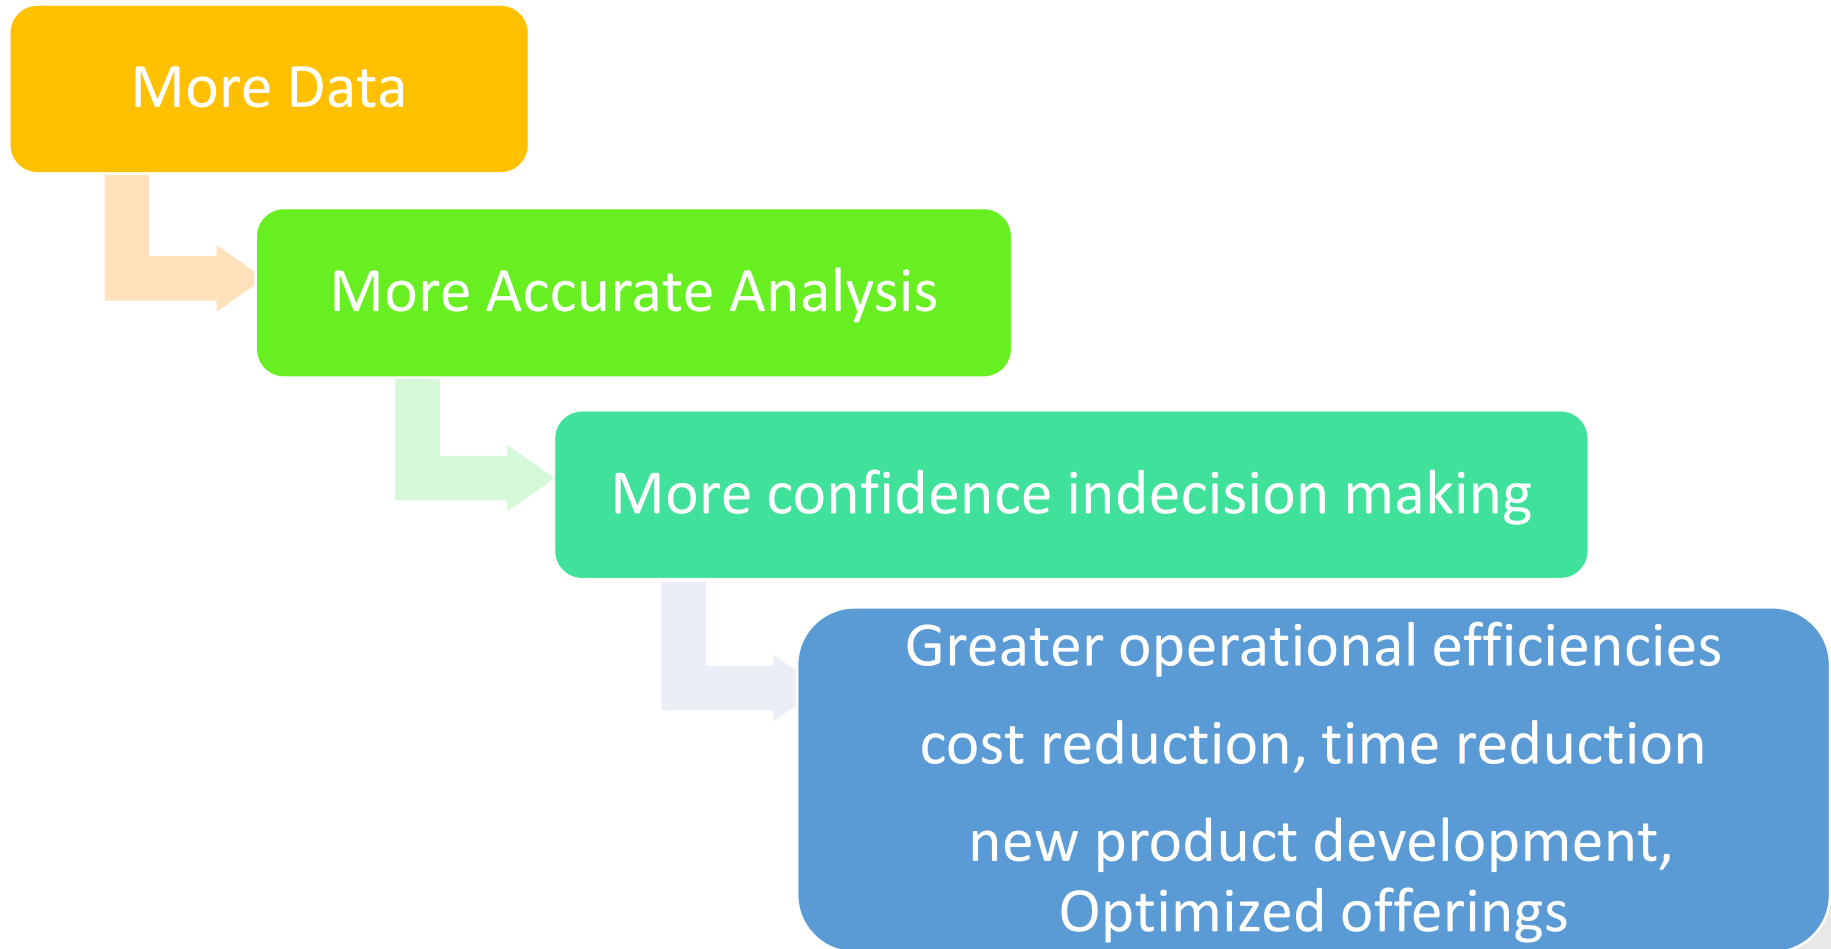 More Data
More Accurate Analysis
More confidence indecision making
Greater operational efficiencies
cost reduction, time reduction
new product development,
Optimized offerings